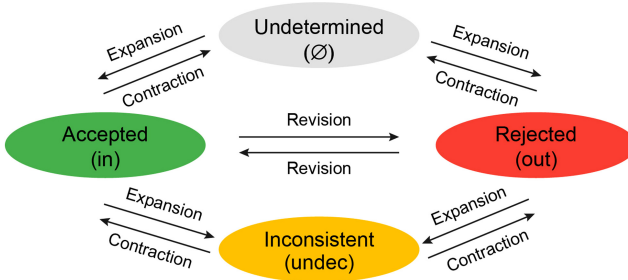 Undetermined
(∅)
Expansion
Contraction
Expansion
Contraction
Accepted
(in)
Revision
Revision
Rejected
(out)
Expansion
Contraction
Expansion
Contraction
Inconsistent
(undec)